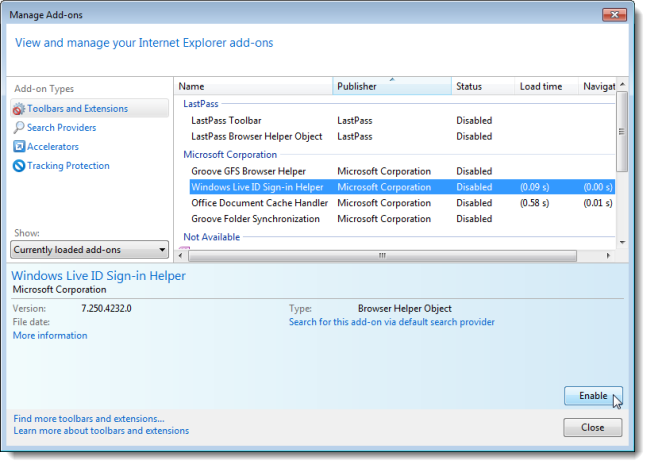 Manage Add-ons
View and manage your Internet Explorer add-ons
Add-on Types
Toolbars and Extensions
Search Providers
Accelerators
Tracking Protection
Show:
Currently loaded add-ons
Name Publisher Status Load time Navigat
LastPass
LastPass Toolbar LastPass Disabled
LastPass Browser Helper Object LastPass Disabled
Microsoft Corporation
Groove GFS Browser Helper Microsoft Corporation Disabled
Windows Live ID Sign-in Helper Microsoft Corporation Disabled (0.09 s) (0.00 s)
Office Document Cache Handler Microsoft Corporation Disabled (0.58 s) (0.01 s)
Groove Folder Synchronization Microsoft Corporation Disabled
Not Available
Windows Live ID Sign-in Helper
Microsoft Corporation
Version: 7.250.4232.0
File date:
More information
Type: Browser Helper Object
Search for this add-on via default search provider
Enable
Find more toolbars and extensions...
Learn more about toolbars and extensions
Close